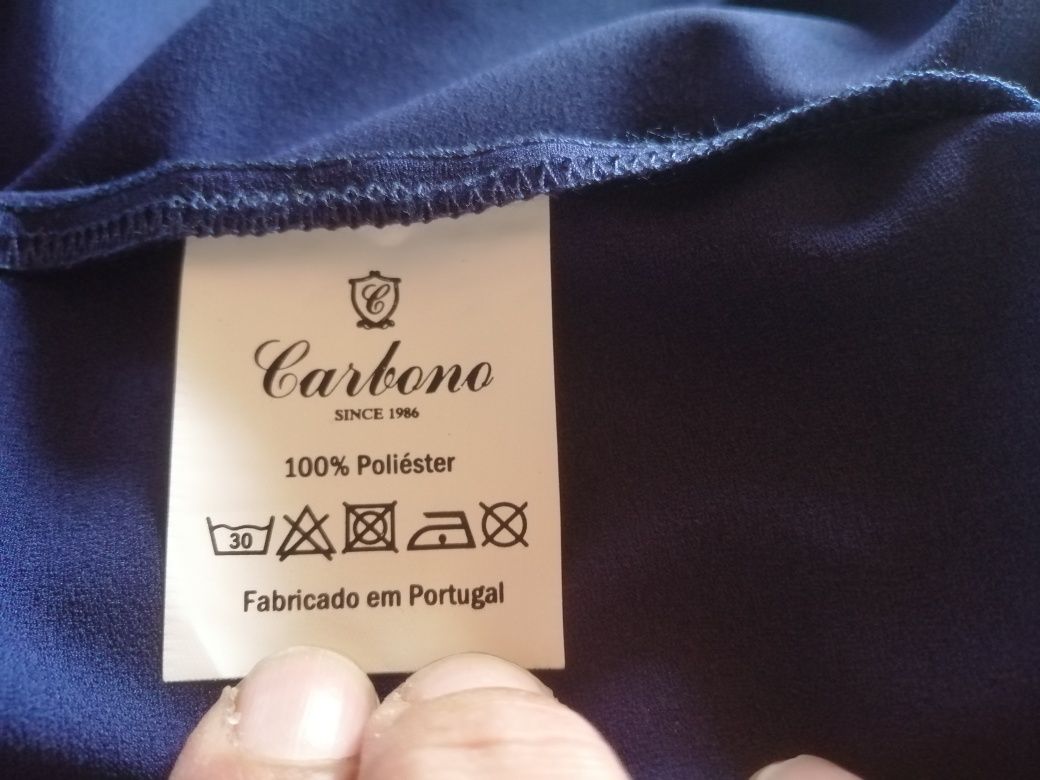 C
Carbono
SINCE 1986
100% Poliéster
30
Fabricado em Portugal